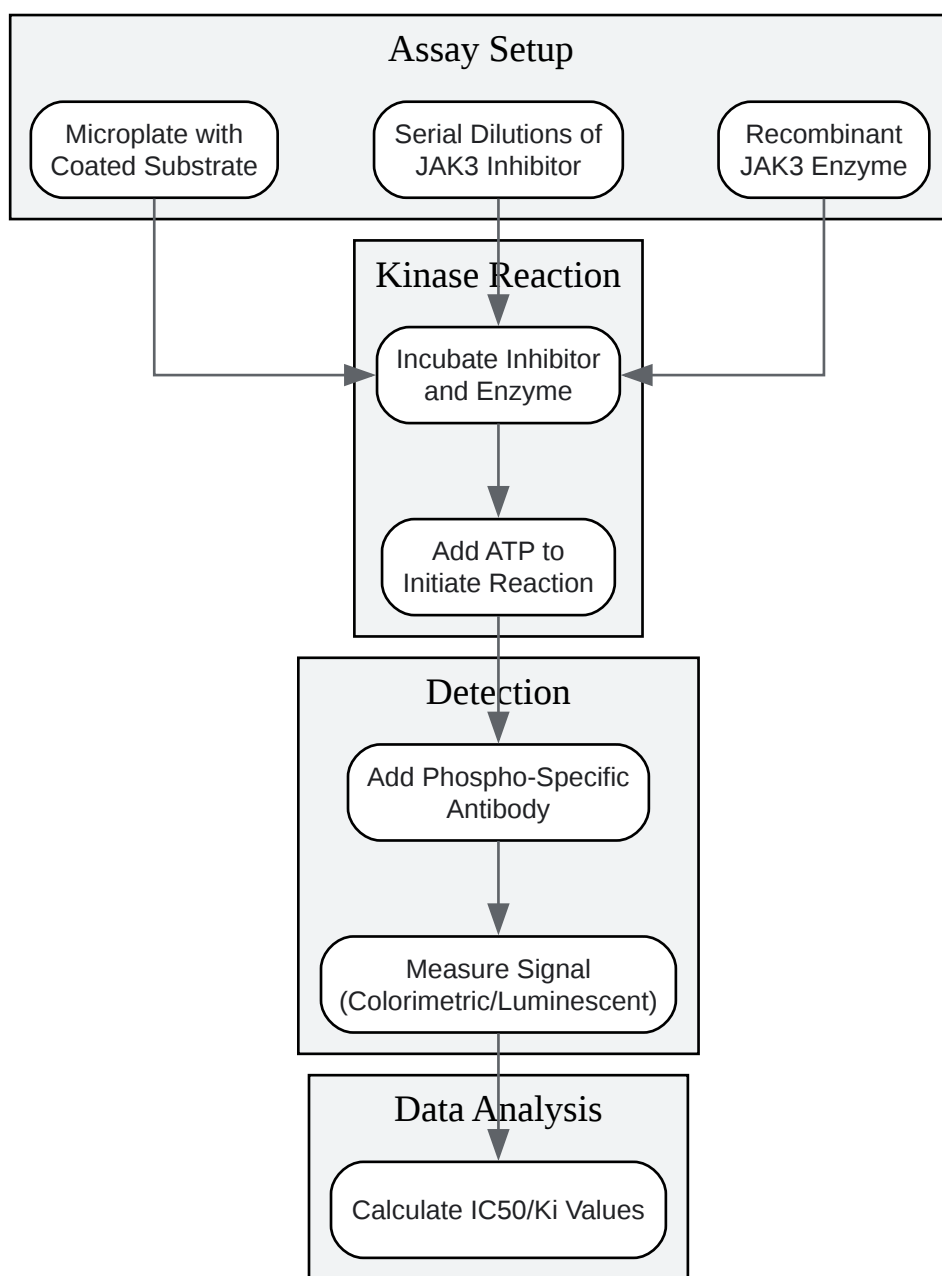 Assay Setup
Microplate with
Coated Substrate
Serial Dilutions of
JAK3 Inhibitor
Recombinant
JAK3 Enzyme
Kinase Reaction
Incubate Inhibitor
and Enzyme
Add ATP to
Initiate Reaction
Detection
Add Phospho-Specific
Antibody
Measure Signal
(Colorimetric/Luminescent)
Data Analysis
Calculate IC50/Ki Values